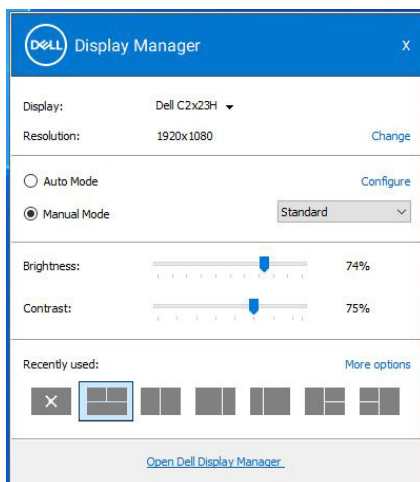 DELL Display Manager X
Display: Dell C2x23H
Resolution: 1920x1080 Change
Auto Mode Configure
Manual Mode Standard
Brightness: 74%
Contrast: 75%
Recently used: More options
Open Dell Display Manager